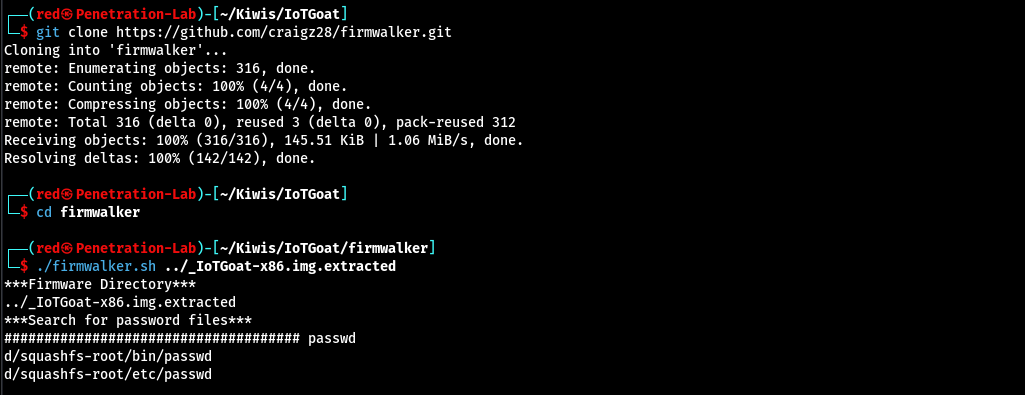 ┌──(red㉿Penetration-Lab)-[~/Kiwis/IoTGoat]
└─$ git clone https://github.com/craigz28/firmwalker.git
Cloning into 'firmwalker'...
remote: Enumerating objects: 316, done.
remote: Counting objects: 100% (4/4), done.
remote: Compressing objects: 100% (4/4), done.
remote: Total 316 (delta 0), reused 3 (delta 0), pack-reused 312
Receiving objects: 100% (316/316), 145.51 KiB | 1.06 MiB/s, done.
Resolving deltas: 100% (142/142), done.
┌──(red㉿Penetration-Lab)-[~/Kiwis/IoTGoat]
└─$ cd firmwalker
┌──(red㉿Penetration-Lab)-[~/Kiwis/IoTGoat/firmwalker]
└─$ ./firmwalker.sh ../_IoTGoat-x86.img.extracted
***Firmware Directory***
../_IoTGoat-x86.img.extracted
***Search for password files***
##################################### passwd
d/squashfs-root/bin/passwd
d/squashfs-root/etc/passwd